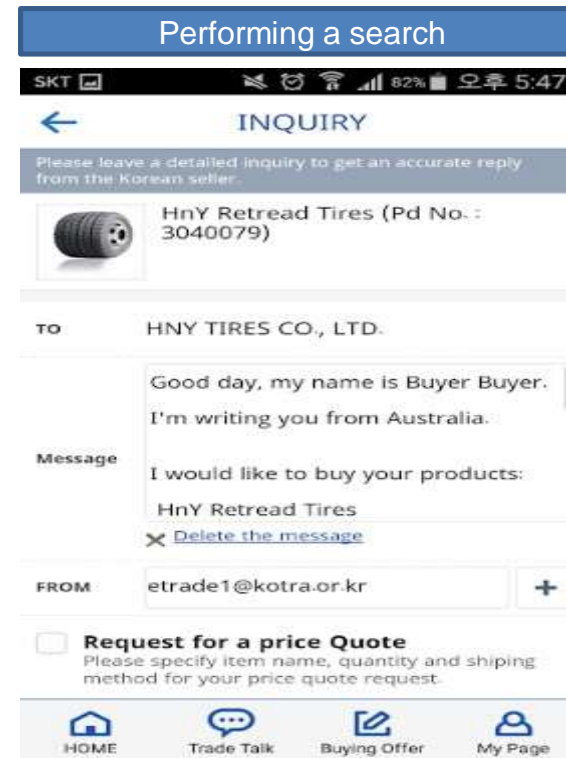 Performing a search
SKT 82% 오후 5:47
INQUIRY
Please leave a detailed inquiry to get an accurate reply
from the Korean seller.
HnY Retread Tires (Pd No. :
3040079)
TO HNY TIRES CO., LTD.
Good day, my name is Buyer Buyer.
I'm writing you from Australia.
Message
I would like to buy your products:
HnY Retread Tires
Delete the message
FROM etrade1@kotra.or.kr +
Request for a price Quote
Please specify item name, quantity and shiping
method for your price quote request.
HOME Trade Talk Buying Offer My Page